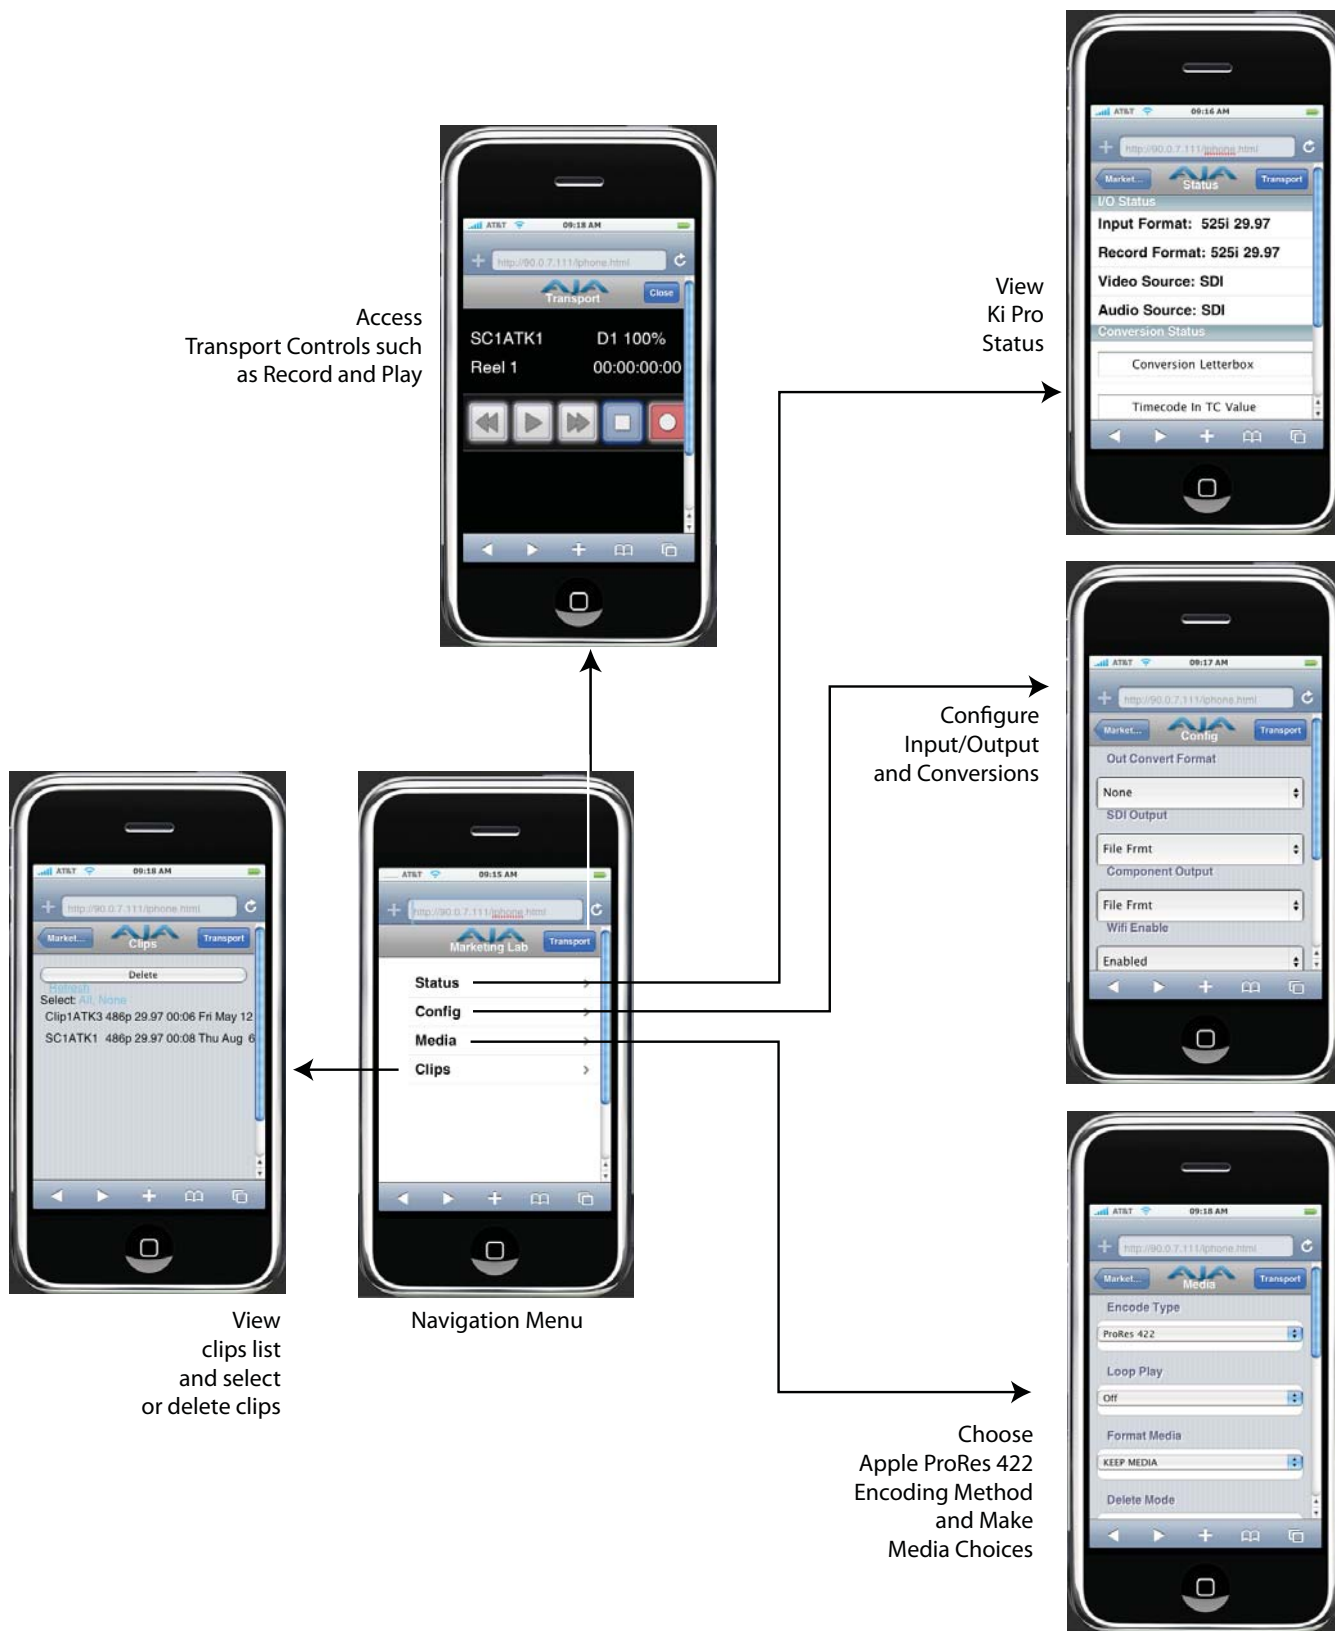 AT&T 09:18 AM
http://90.0.7.111/iphone.html
AJA
Transport
Close
SC1ATK1 D1 100%
Reel 1 00:00:00:00
Access
Transport Controls such
as Record and Play
AT&T 09:16 AM
http://90.0.7.111/iphone.html
Market...
AJA
Status
Transport
I/O Status
Input Format: 525i 29.97
Record Format: 525i 29.97
Video Source: SDI
Audio Source: SDI
Conversion Status
Conversion Letterbox
Timecode In TC Value
View
Ki Pro
Status
AT&T 09:17 AM
http://90.0.7.111/iphone.html
Market...
AJA
Config
Transport
Out Convert Format
None
SDI Output
File Frmt
Component Output
File Frmt
Wifi Enable
Enabled
Configure
Input/Output
and Conversions
AT&T 09:18 AM
http://90.0.7.111/iphone.html
Market...
AJA
Clips
Transport
Delete
Refresh
Select: All, None
Clip1ATK3 486p 29.97 00:06 Fri May 12
SC1ATK1 486p 29.97 00:08 Thu Aug 6
View
clips list
and select
or delete clips
AT&T 09:15 AM
http://90.0.7.111/iphone.html
AJA
Marketing Lab
Transport
Status
Config
Media
Clips
Navigation Menu
AT&T 09:18 AM
http://90.0.7.111/iphone.html
Market...
AJA
Media
Transport
Encode Type
ProRes 422
Loop Play
Off
Format Media
KEEP MEDIA
Delete Mode
Choose
Apple ProRes 422
Encoding Method
and Make
Media Choices